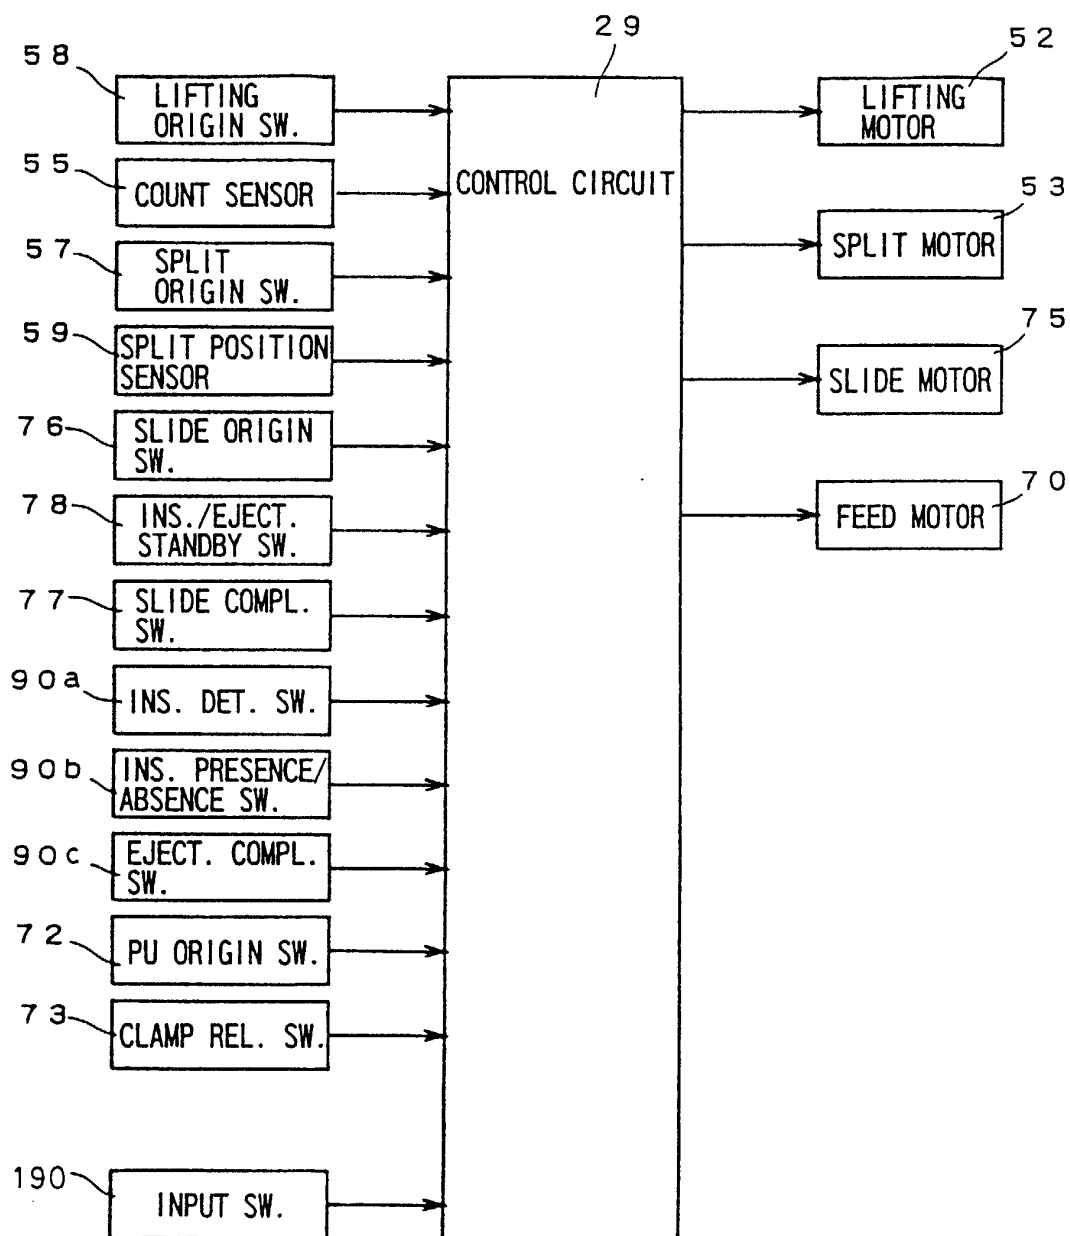 29
58
LIFTING
ORIGIN SW.
52
LIFTING
MOTOR
55
COUNT SENSOR
CONTROL CIRCUIT
53
SPLIT MOTOR
57
SPLIT
ORIGIN SW.
59
SPLIT POSITION
SENSOR
75
SLIDE MOTOR
76
SLIDE ORIGIN
SW.
70
FEED MOTOR
78
INS./EJECT.
STANDBY SW.
77
SLIDE COMPL.
SW.
90a
INS. DET. SW.
90b
INS. PRESENCE/
ABSENCE SW.
90c
EJECT. COMPL.
SW.
72
PU ORIGIN SW.
73
CLAMP REL. SW.
190
INPUT SW.